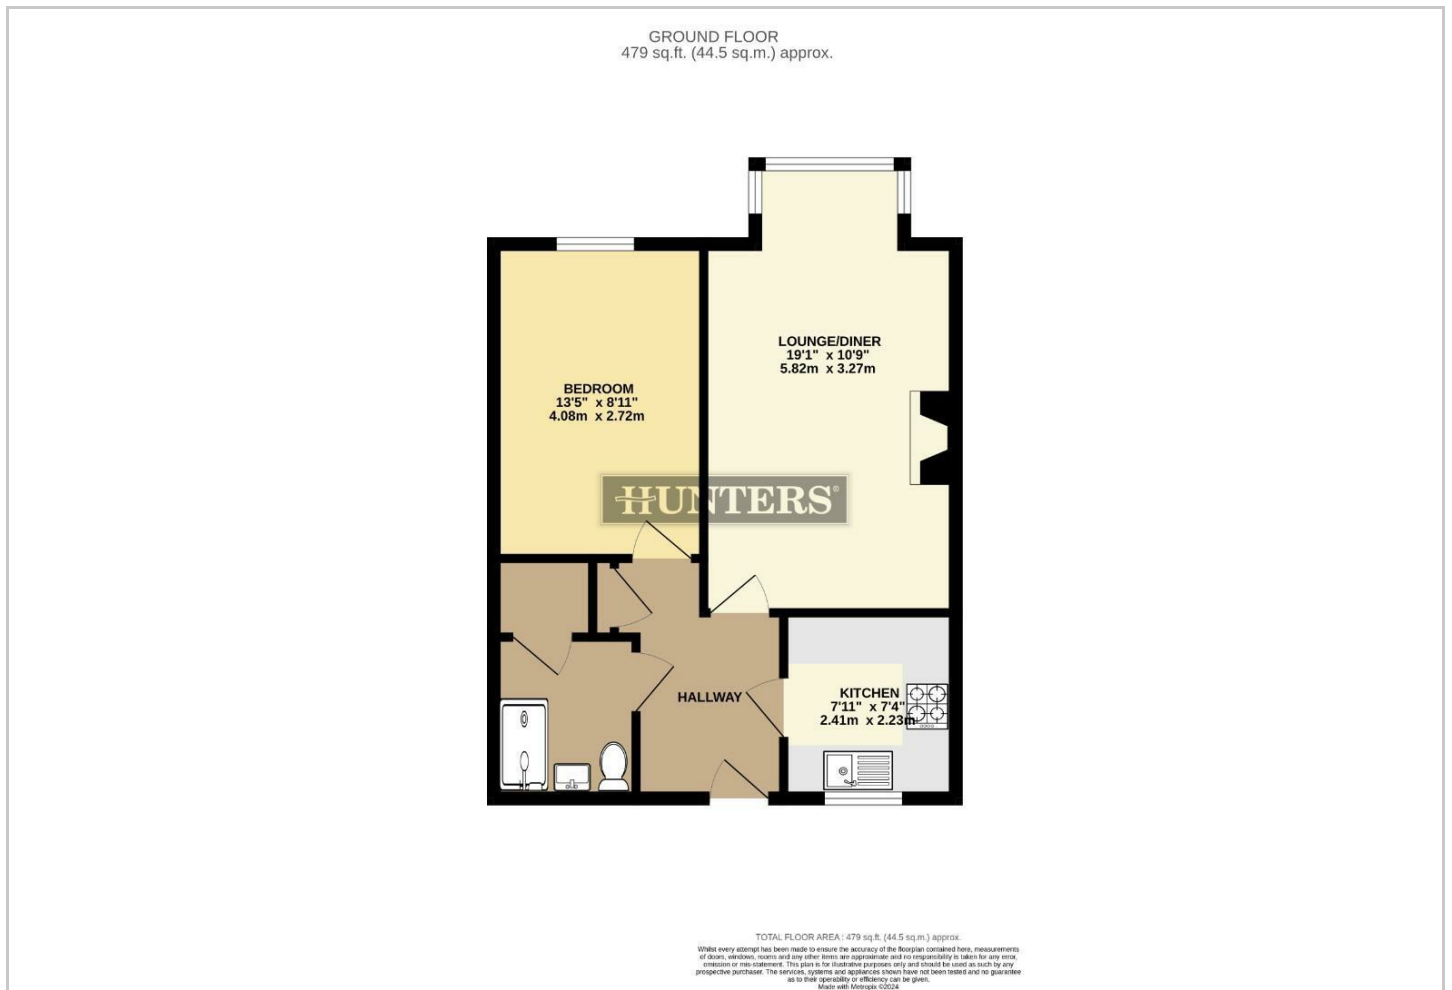 GROUND FLOOR
479 sq.ft. (44.5 sq.m.) approx.
LOUNGE/DINER
19'1" x 10'9"
5.82m x 3.27m
BEDROOM
13'5" x 8'11"
4.08m x 2.72m
HUNTERS®
HALLWAY
KITCHEN
7'11" x 7'4"
2.41m x 2.23m
TOTAL FLOOR AREA : 479 sq.ft. (44.5 sq.m.) approx.
Whilst every attempt has been made to ensure the accuracy of the floorplan contained here, measurements
of doors, windows, rooms and any other items are approximate and no responsibility is taken for any error,
omission or mis-statement. This plan is for illustrative purposes only and should be used as such by any
prospective purchaser. The services, systems and appliances shown have not been tested and no guarantee
as to their operability or efficiency can be given.
Made with Metropix ©2024